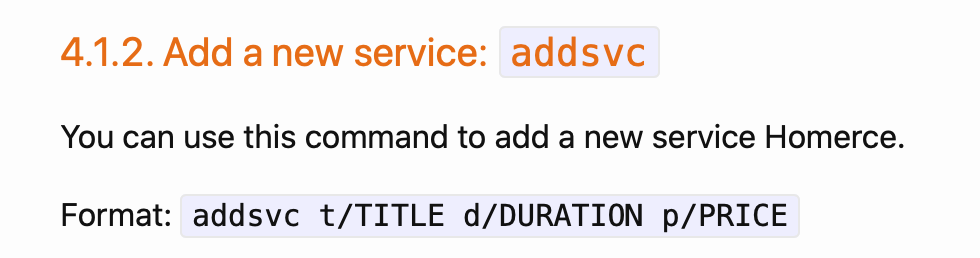 4.1.2. Add a new service: addsvc
You can use this command to add a new service Homerce.
Format: addsvc t/TITLE d/DURATION p/PRICE